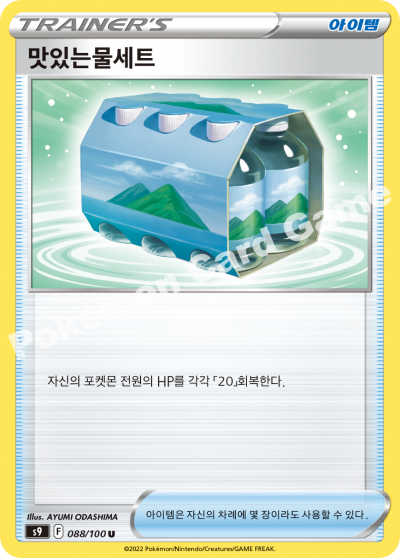 TRAINER'S 아이템
맛있는물세트
Pokémon Card Game
자신의 포켓몬 전원의 HP를 각각 「20」회복한다.
Illus. AYUMI ODASHIMA
s9 F 088/100 U
아이템은 자신의 차례에 몇 장이라도 사용할 수 있다.
©2022 Pokémon/Nintendo/Creatures/GAME FREAK.